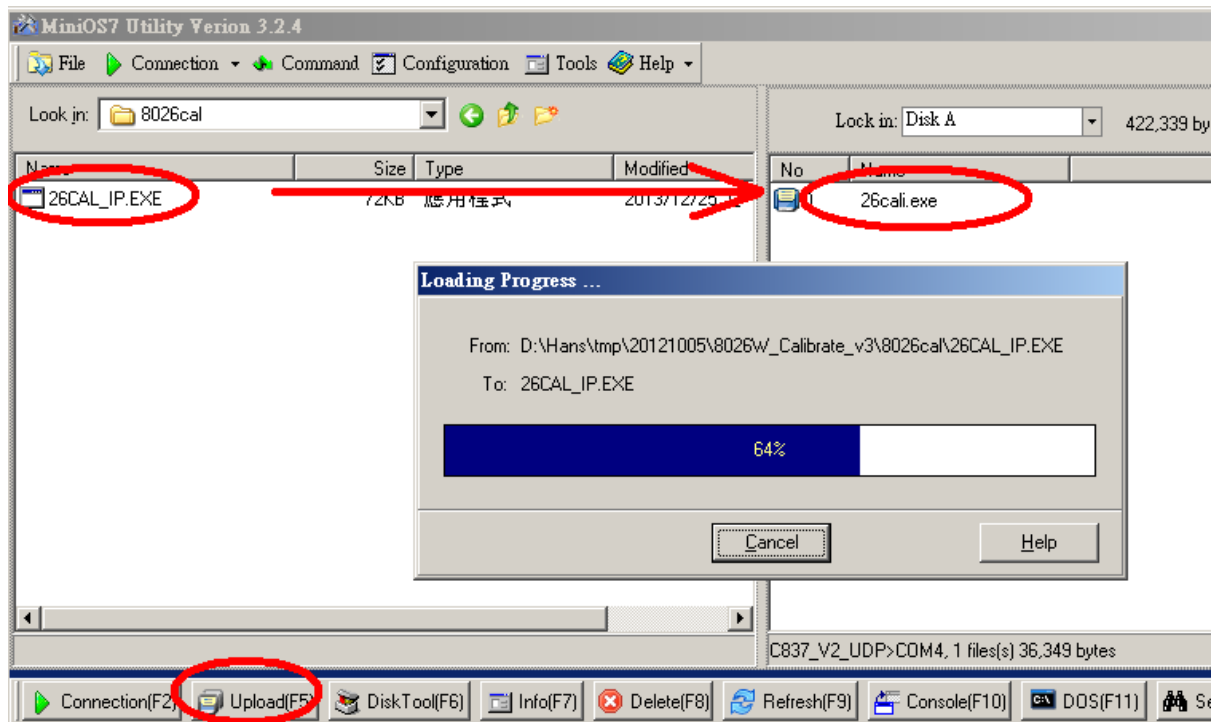 MiniOS7 Utility Verion 3.2.4
File Connection Command Configuration Tools Help
Look in: 8026cal
Lock in: Disk A 422,339 by
Name Size Type Modified
No Name
26CAL_IP.EXE 72KB 應用程式 2013/12/25
26cali.exe
Loading Progress ...
From: D:\Hans\tmp\20121005\8026W_Calibrate_v3\8026cal\26CAL_IP.EXE
To: 26CAL_IP.EXE
64%
Cancel Help
C837_V2_UDP>COM4, 1 files(s) 36,349 bytes
Connection(F2) Upload(F5) DiskTool(F6) Info(F7) Delete(F8) Refresh(F9) Console(F10) DOS(F11) Se